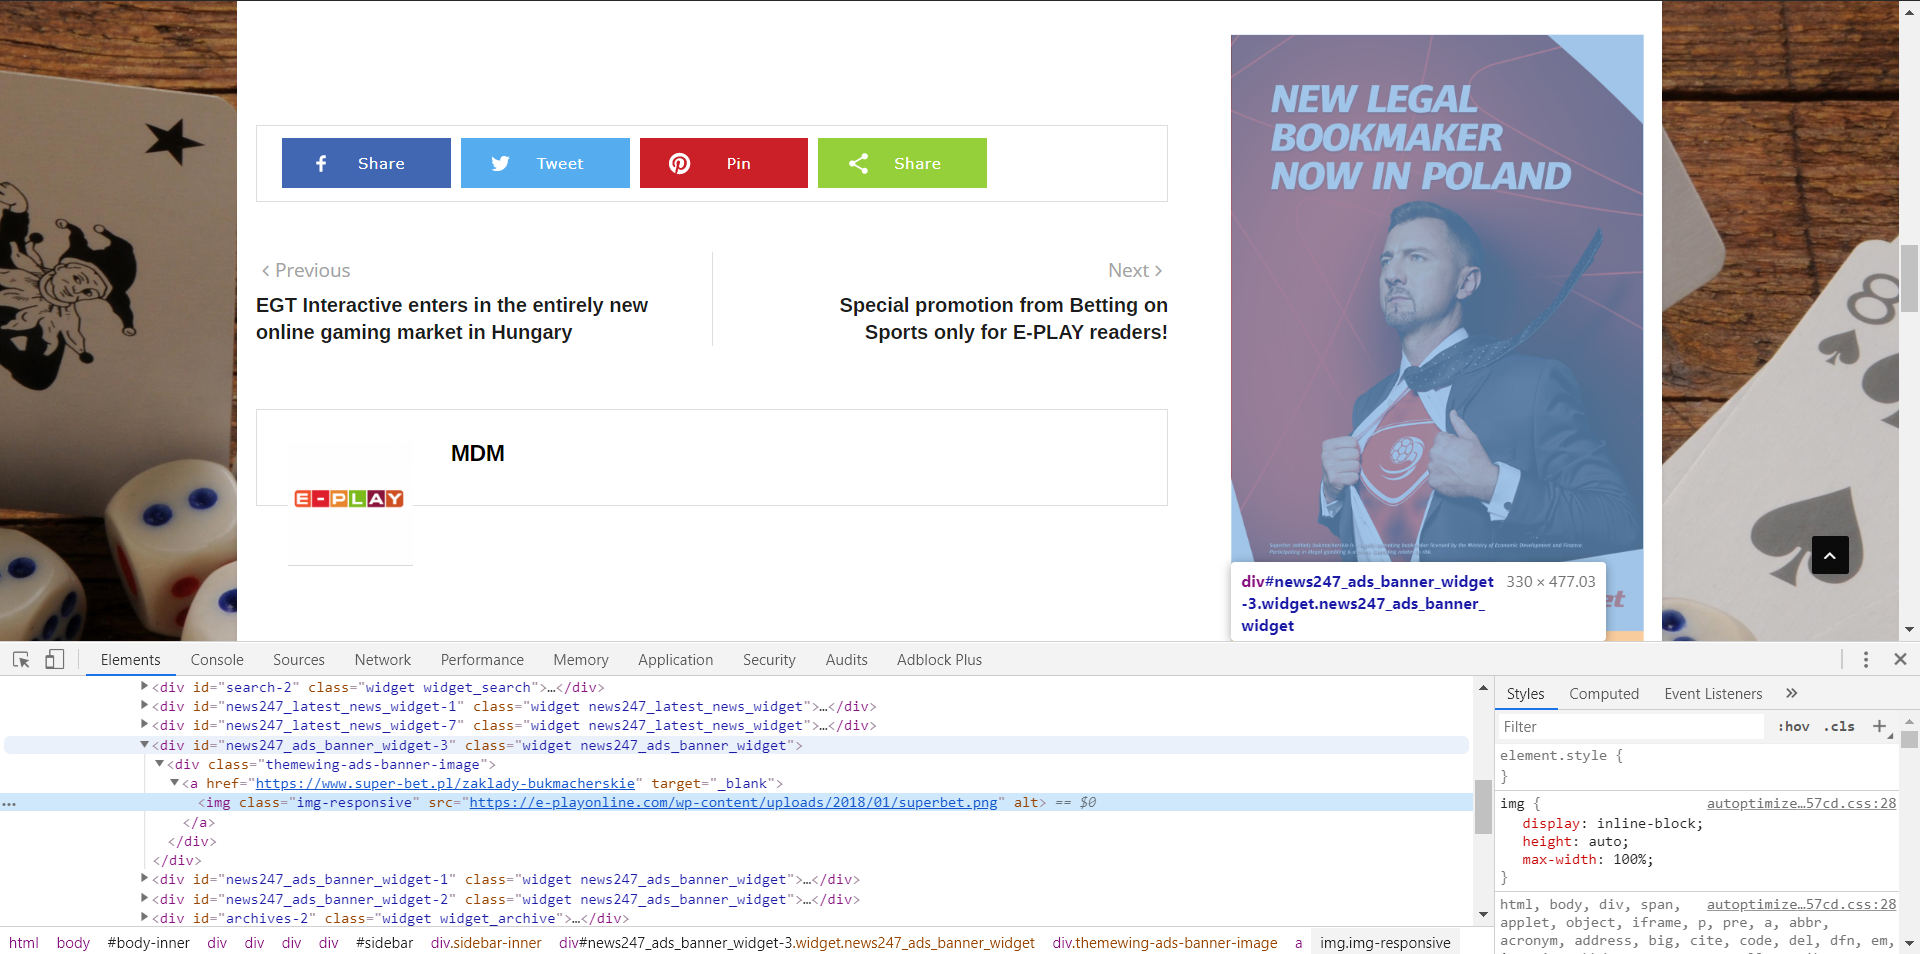 NEW LEGAL
BOOKMAKER
NOW IN POLAND
Share
Tweet
Pin
Share
Previous
EGT Interactive enters in the entirely new
online gaming market in Hungary
Next
Special promotion from Betting on
Sports only for E-PLAY readers!
MDM
E-PLAY
8
div#news247_ads_banner_widget
-3.widget.news247_ads_banner_
widget
330 × 477.03
et
Elements
Console
Sources
Network
Performance
Memory
Application
Security
Audits
Adblock Plus
<div id="search-2" class="widget widget_search">…</div>
<div id="news247_latest_news_widget-1" class="widget news247_latest_news_widget">…</div>
<div id="news247_latest_news_widget-7" class="widget news247_latest_news_widget">…</div>
<div id="news247_ads_banner_widget-3" class="widget news247_ads_banner_widget">
<div class="themewing-ads-banner-image">
<a href="https://www.super-bet.pl/zaklady-bukmacherskie" target="_blank">
<img class="img-responsive" src="https://e-playonline.com/wp-content/uploads/2018/01/superbet.png" alt> == $0
</a>
</div>
</div>
<div id="news247_ads_banner_widget-1" class="widget news247_ads_banner_widget">…</div>
<div id="news247_ads_banner_widget-2" class="widget news247_ads_banner_widget">…</div>
<div id="archives-2" class="widget widget_archive">…</div>
html body #body-inner div div div div #sidebar div.sidebar-inner div#news247_ads_banner_widget-3.widget.news247_ads_banner_widget div.themewing-ads-banner-image a img.img-responsive
Styles
Computed
Event Listeners
Filter
:hov .cls +
element.style {
}
img {
autoptimize…57cd.css:28
display: inline-block;
height: auto;
max-width: 100%;
}
html, body, div, span,
autoptimize…57cd.css:28
applet, object, iframe, p, pre, a, abbr,
acronym, address, big, cite, code, del, dfn, em,